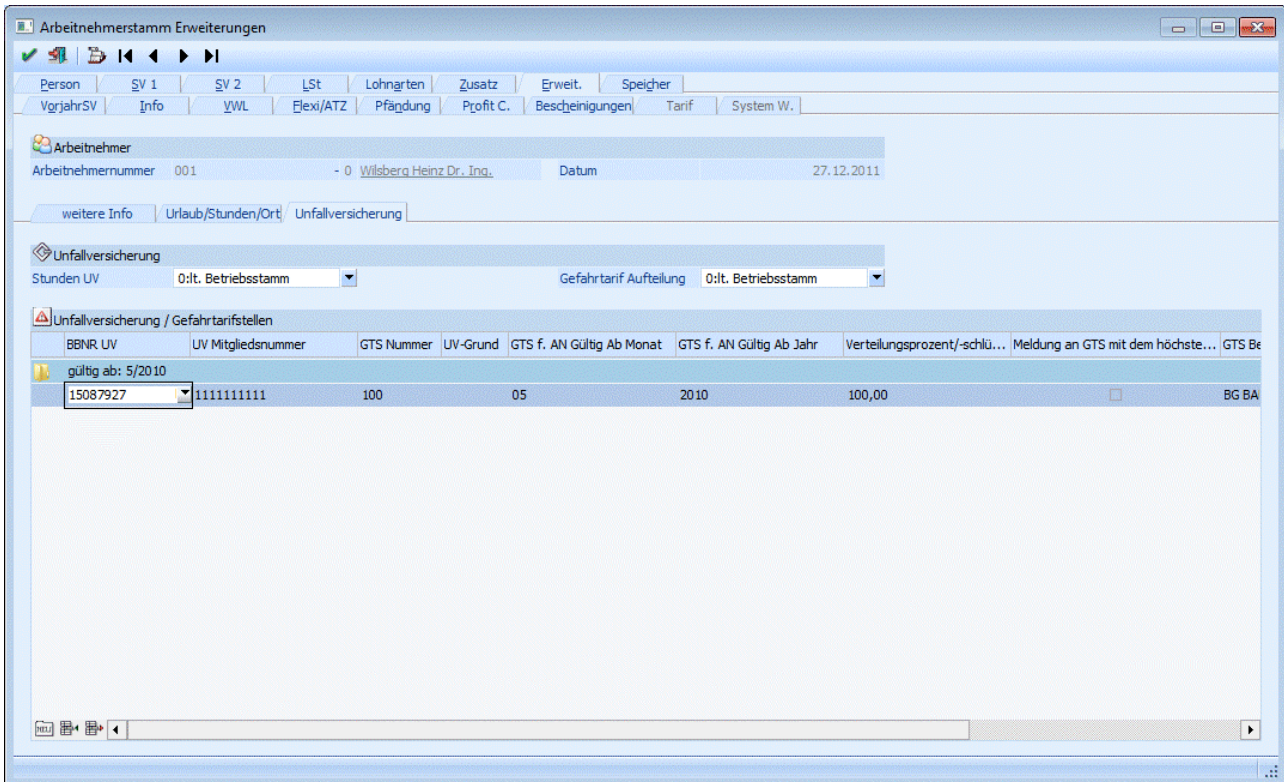 Arbeitnehmerstamm Erweiterungen
Person SV 1 SV 2 LSt Lohnarten Zusatz Erweit. Speicher
VorjahrSV Info VWL Flexi/ATZ Pfändung Profit C. Bescheinigungen Tarif System W.
Arbeitnehmer
Arbeitnehmernummer 001 - 0 Wilsberg Heinz Dr. Ing. Datum 27.12.2011
weitere Info Urlaub/Stunden/Ort Unfallversicherung
Unfallversicherung
Stunden UV 0:lt. Betriebsstamm Gefahrtarif Aufteilung 0:lt. Betriebsstamm
Unfallversicherung / Gefahrtarifstellen
BBNR UV UV Mitgliedsnummer GTS Nummer UV-Grund GTS f. AN Gültig Ab Monat GTS f. AN Gültig Ab Jahr Verteilungsprozent/-schlü... Meldung an GTS mit dem höchste... GTS Be
gültig ab: 5/2010
15087927 1111111111 100 05 2010 100,00 BG BA
NEU